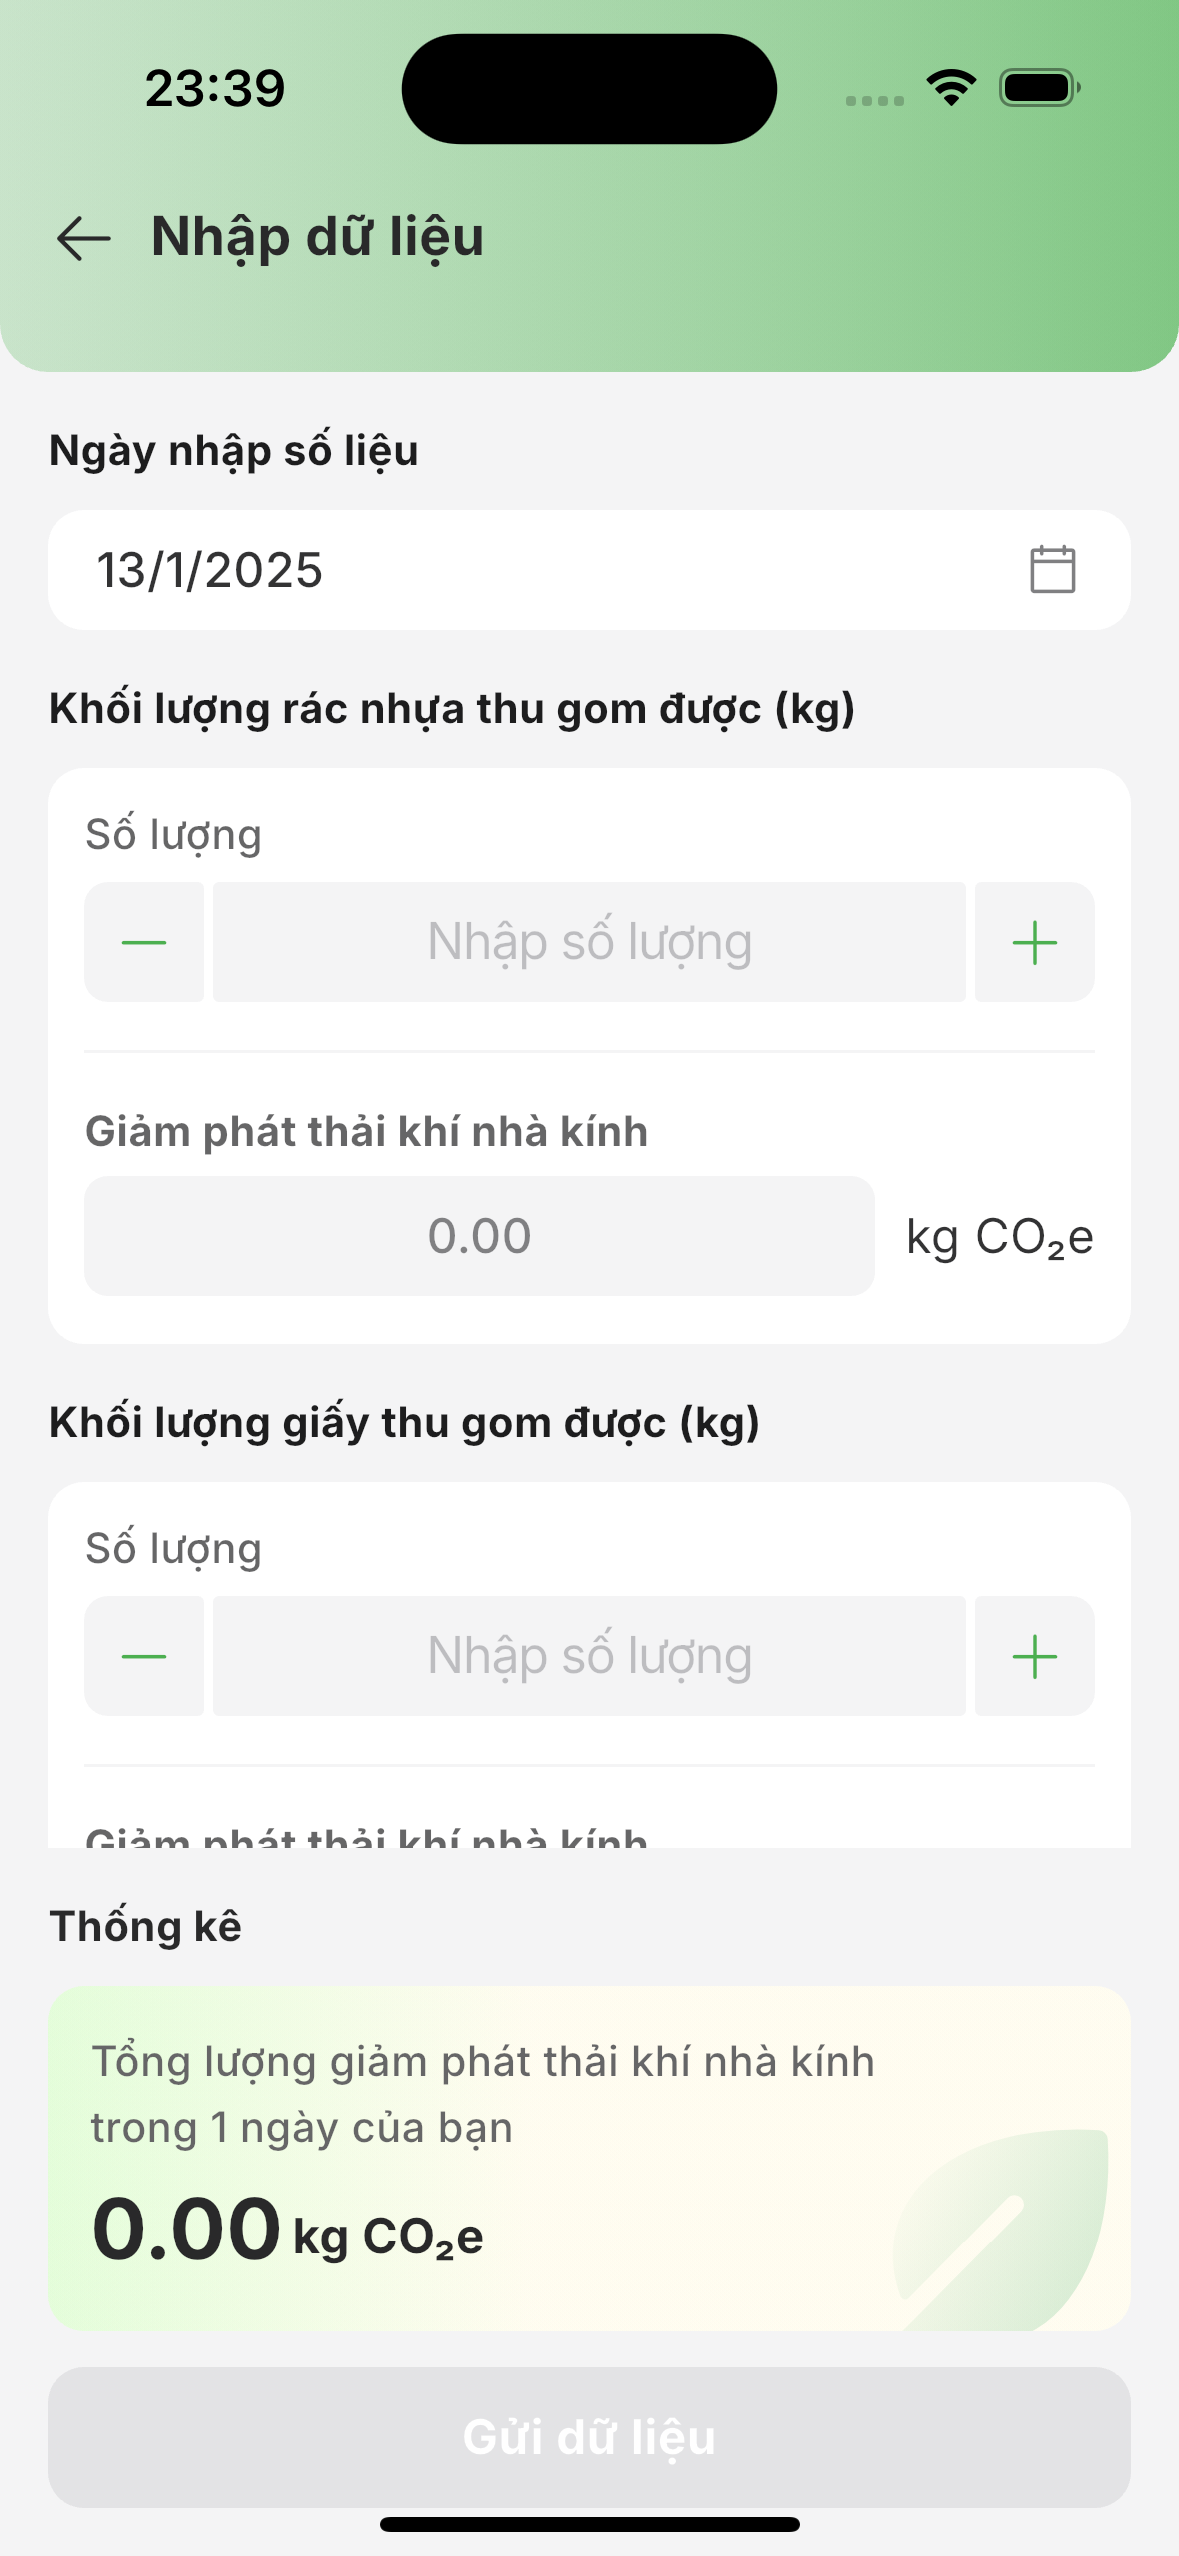 23:39
Nhập dữ liệu
Ngày nhập số liệu
13/1/2025
Khối lượng rác nhựa thu gom được (kg)
Số lượng
Nhập số lượng
Giảm phát thải khí nhà kính
0.00 kg CO₂e
Khối lượng giấy thu gom được (kg)
Số lượng
Nhập số lượng
Giảm phát thải khí nhà kính
Thống kê
Tổng lượng giảm phát thải khí nhà kính
trong 1 ngày của bạn
0.00 kg CO₂e
Gửi dữ liệu